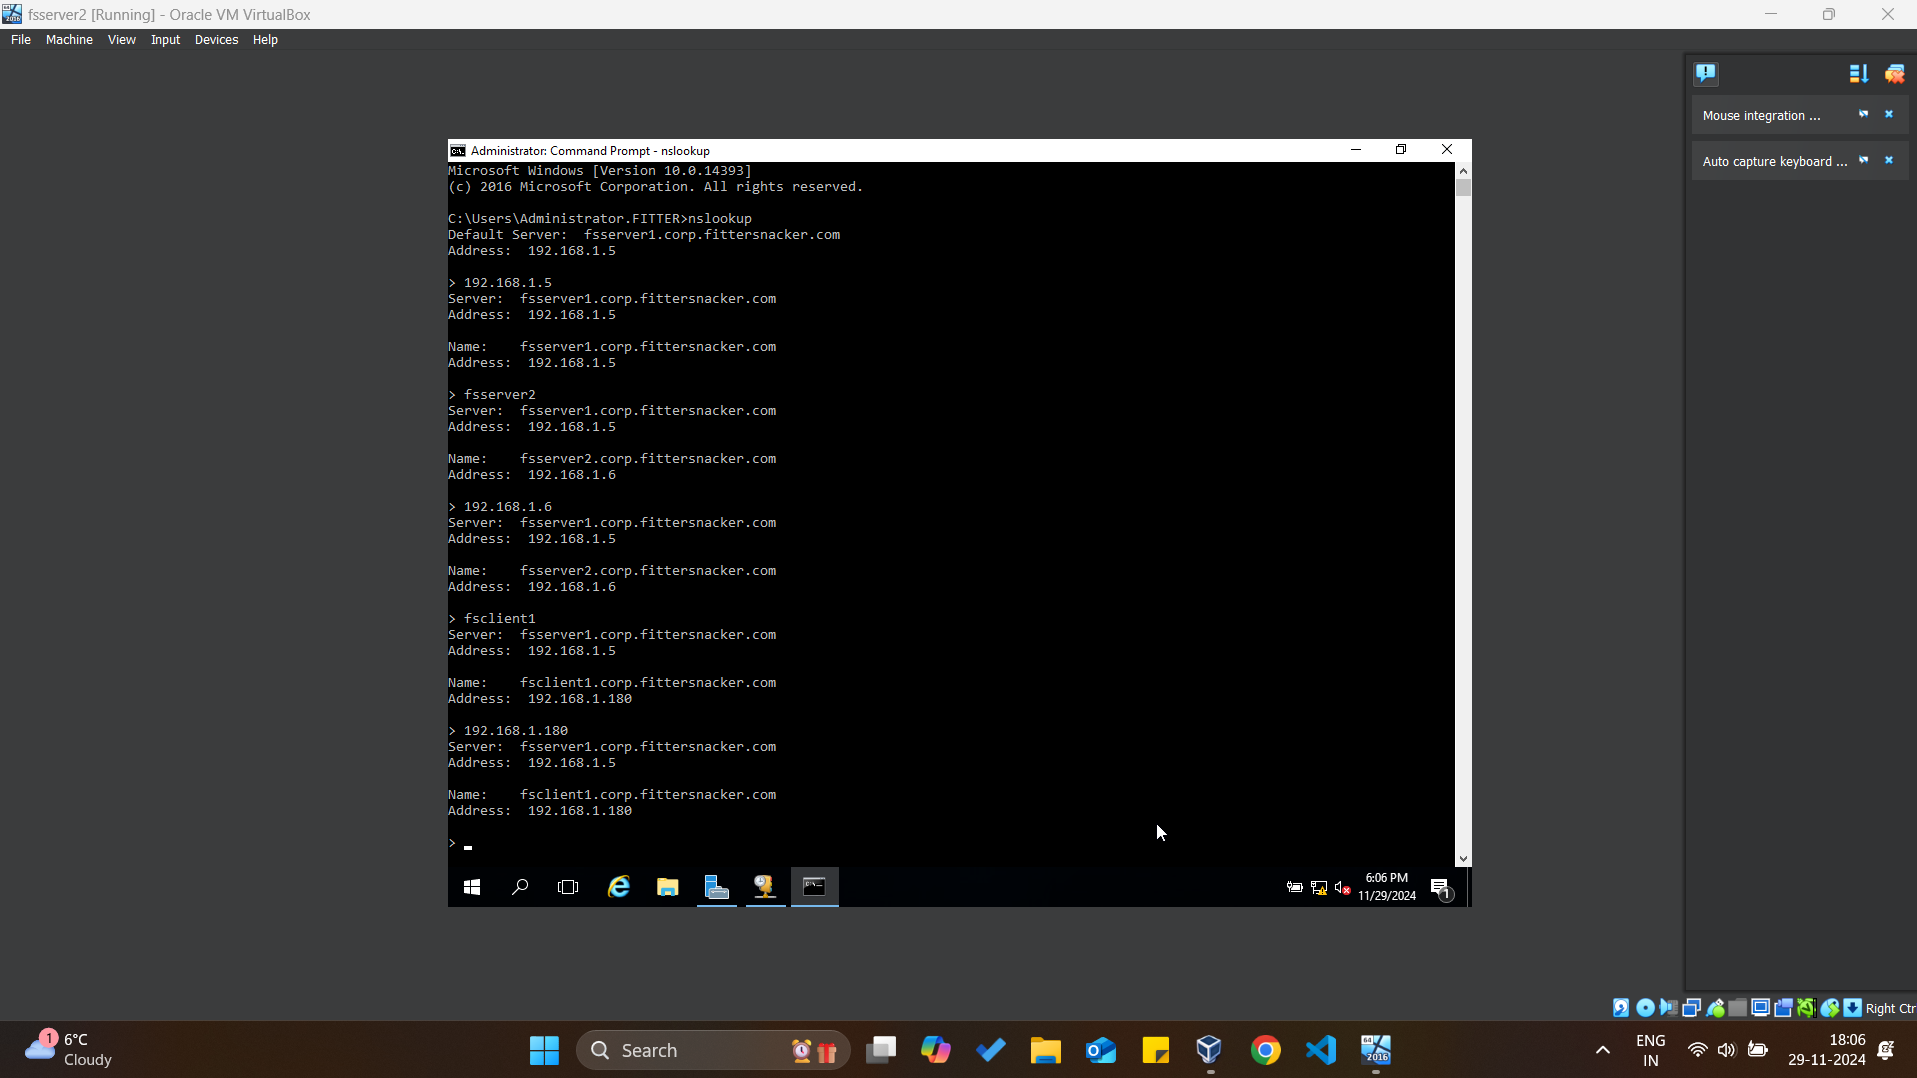 fsserver2 [Running] - Oracle VM VirtualBox
File Machine View Input Devices Help
Mouse integration ...
Auto capture keyboard ...
Administrator: Command Prompt - nslookup
Microsoft Windows [Version 10.0.14393]
(c) 2016 Microsoft Corporation. All rights reserved.
C:\Users\Administrator.FITTER>nslookup
Default Server:  fsserver1.corp.fittersnacker.com
Address:  192.168.1.5
> 192.168.1.5
Server:  fsserver1.corp.fittersnacker.com
Address:  192.168.1.5
Name:    fsserver1.corp.fittersnacker.com
Address:  192.168.1.5
> fsserver2
Server:  fsserver1.corp.fittersnacker.com
Address:  192.168.1.5
Name:    fsserver2.corp.fittersnacker.com
Address:  192.168.1.6
> 192.168.1.6
Server:  fsserver1.corp.fittersnacker.com
Address:  192.168.1.5
Name:    fsserver2.corp.fittersnacker.com
Address:  192.168.1.6
> fsclient1
Server:  fsserver1.corp.fittersnacker.com
Address:  192.168.1.5
Name:    fsclient1.corp.fittersnacker.com
Address:  192.168.1.180
> 192.168.1.180
Server:  fsserver1.corp.fittersnacker.com
Address:  192.168.1.5
Name:    fsclient1.corp.fittersnacker.com
Address:  192.168.1.180
>
6:06 PM
11/29/2024
1
Right Ctr
1
6°C
Cloudy
Search
64
2016
ENG
IN
18:06
29-11-2024